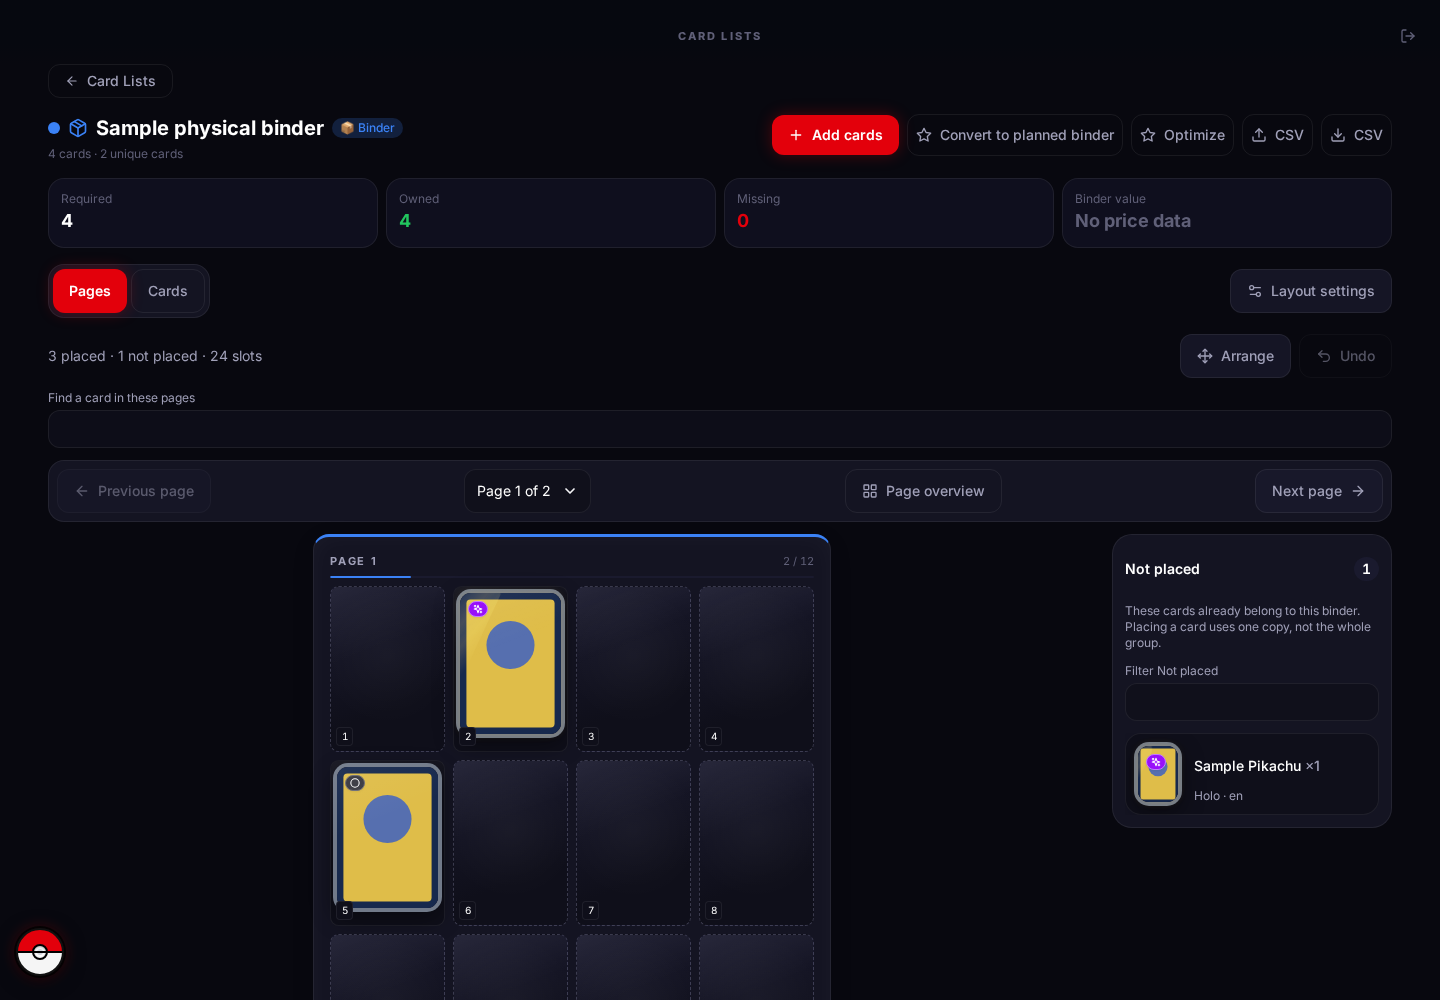 CARD LISTS
Card Lists
Sample physical binder
📦 Binder
4 cards · 2 unique cards
Add cards
Convert to planned binder
Optimize
CSV
CSV
Required
4
Owned
4
Missing
0
Binder value
No price data
Pages
Cards
Layout settings
3 placed · 1 not placed · 24 slots
Arrange
Undo
Find a card in these pages
Previous page
Page 1 of 2
Page overview
Next page
PAGE 1
2 / 12
1
2
3
4
5
6
7
8
Not placed
1
These cards already belong to this binder.
Placing a card uses one copy, not the whole
group.
Filter Not placed
Sample Pikachu ×1
Holo · en